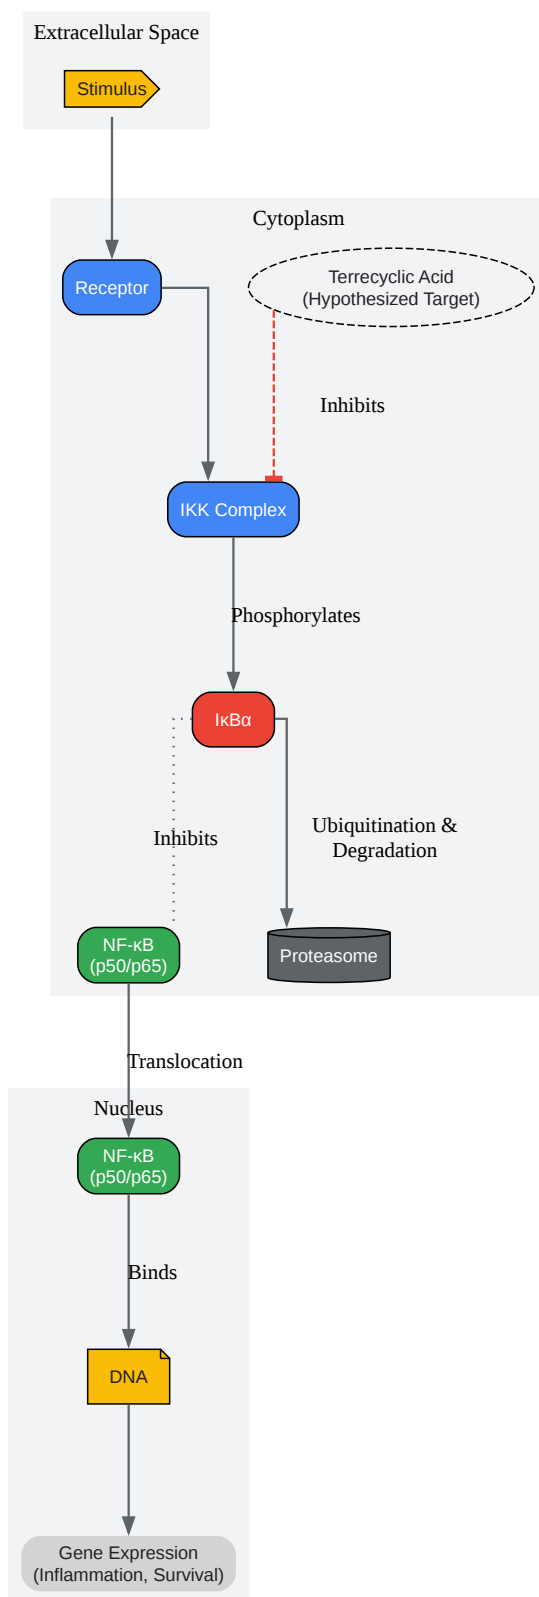 Extracellular Space
Stimulus
Cytoplasm
Terrecyclic Acid
(Hypothesized Target)
Receptor
Inhibits
IKK Complex
Phosphorylates
IκBα
Ubiquitination &
Degradation
Inhibits
NF-κB
(p50/p65)
Proteasome
Translocation
Nucleus
NF-κB
(p50/p65)
Binds
DNA
Gene Expression
(Inflammation, Survival)